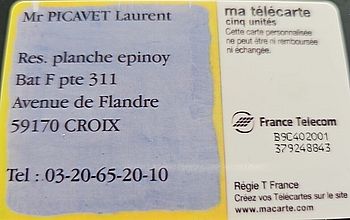 Mr PICAVET Laurent
Res. planche epinoy
Bat F pte 311
Avenue de Flandre
59170 CROIX
Tel : 03-20-65-20-10
ma télécarte
cinq unités
Cette carte personnalisée
ne peut être ni remboursée
ni échangée.
France Telecom
B9C402001
379248843
Régie T France
Créez vos Télécartes sur le site
www.macarte.com